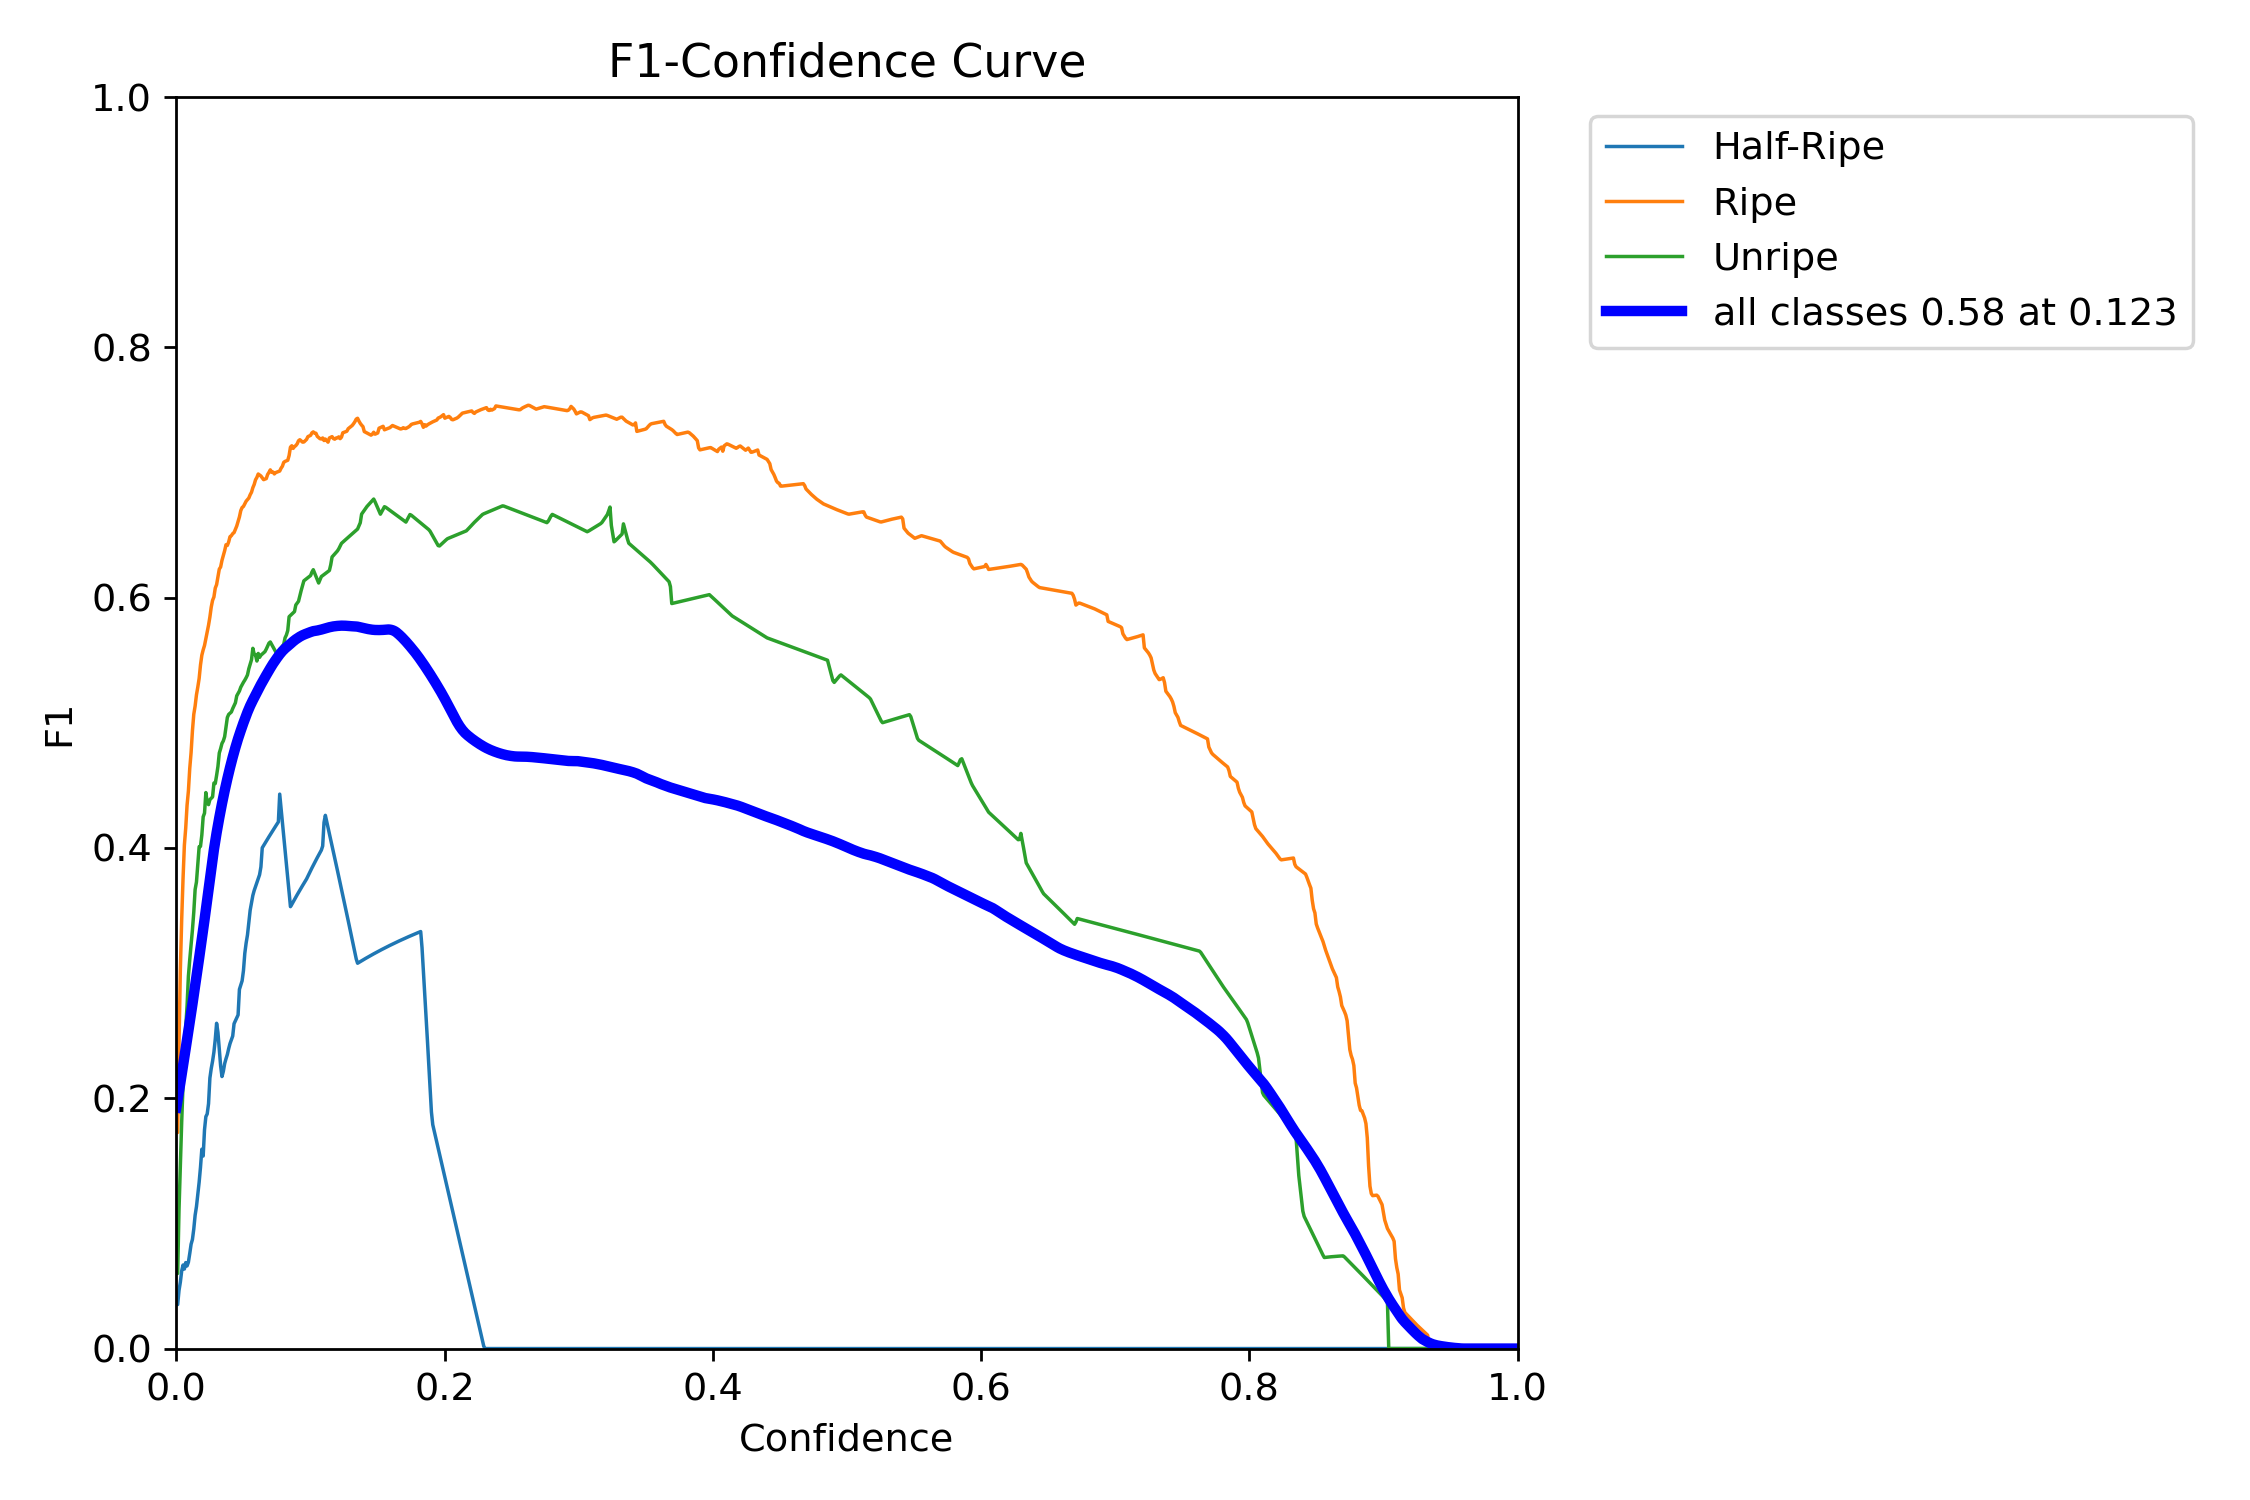 F1-Confidence Curve
1.0
0.8
0.6
0.4
0.2
0.0
F1
0.0 0.2 0.4 0.6 0.8 1.0
Confidence
Half-Ripe
Ripe
Unripe
all classes 0.58 at 0.123